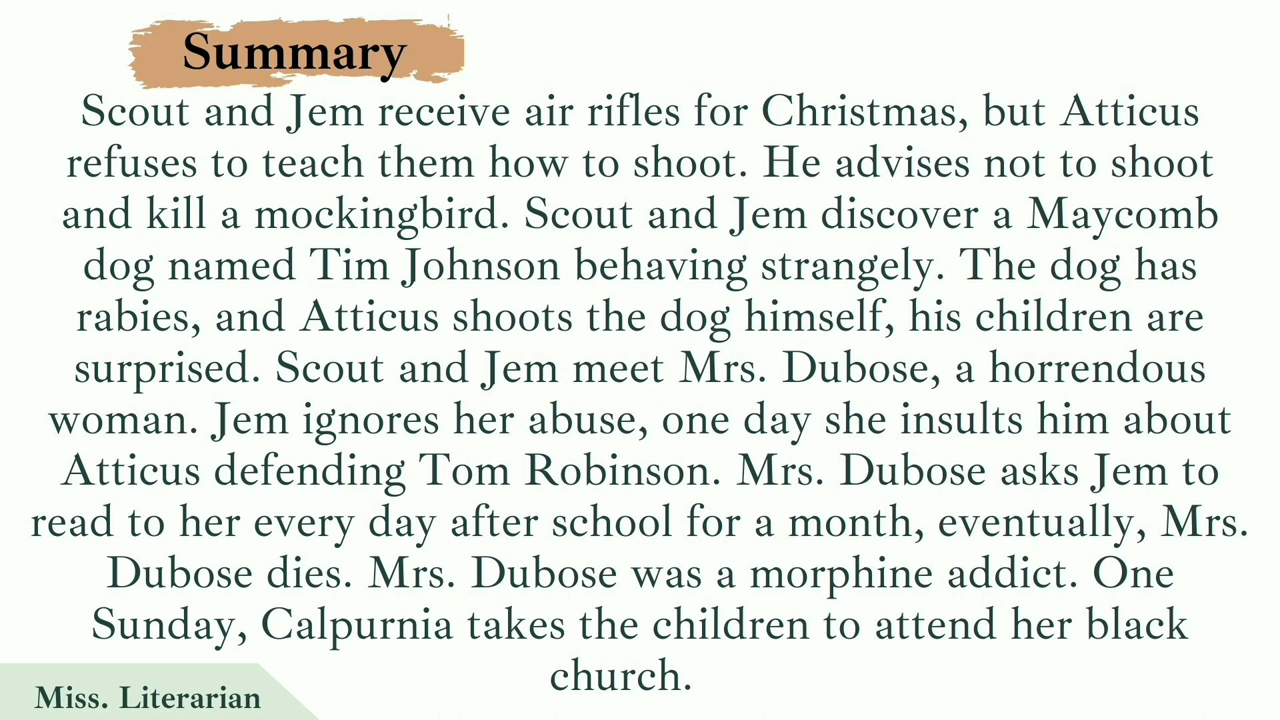 Summary
Scout and Jem receive air rifles for Christmas, but Atticus
refuses to teach them how to shoot. He advises not to shoot
and kill a mockingbird. Scout and Jem discover a Maycomb
dog named Tim Johnson behaving strangely. The dog has
rabies, and Atticus shoots the dog himself, his children are
surprised. Scout and Jem meet Mrs. Dubose, a horrendous
woman. Jem ignores her abuse, one day she insults him about
Atticus defending Tom Robinson. Mrs. Dubose asks Jem to
read to her every day after school for a month, eventually, Mrs.
Dubose dies. Mrs. Dubose was a morphine addict. One
Sunday, Calpurnia takes the children to attend her black
church.
Miss. Literarian